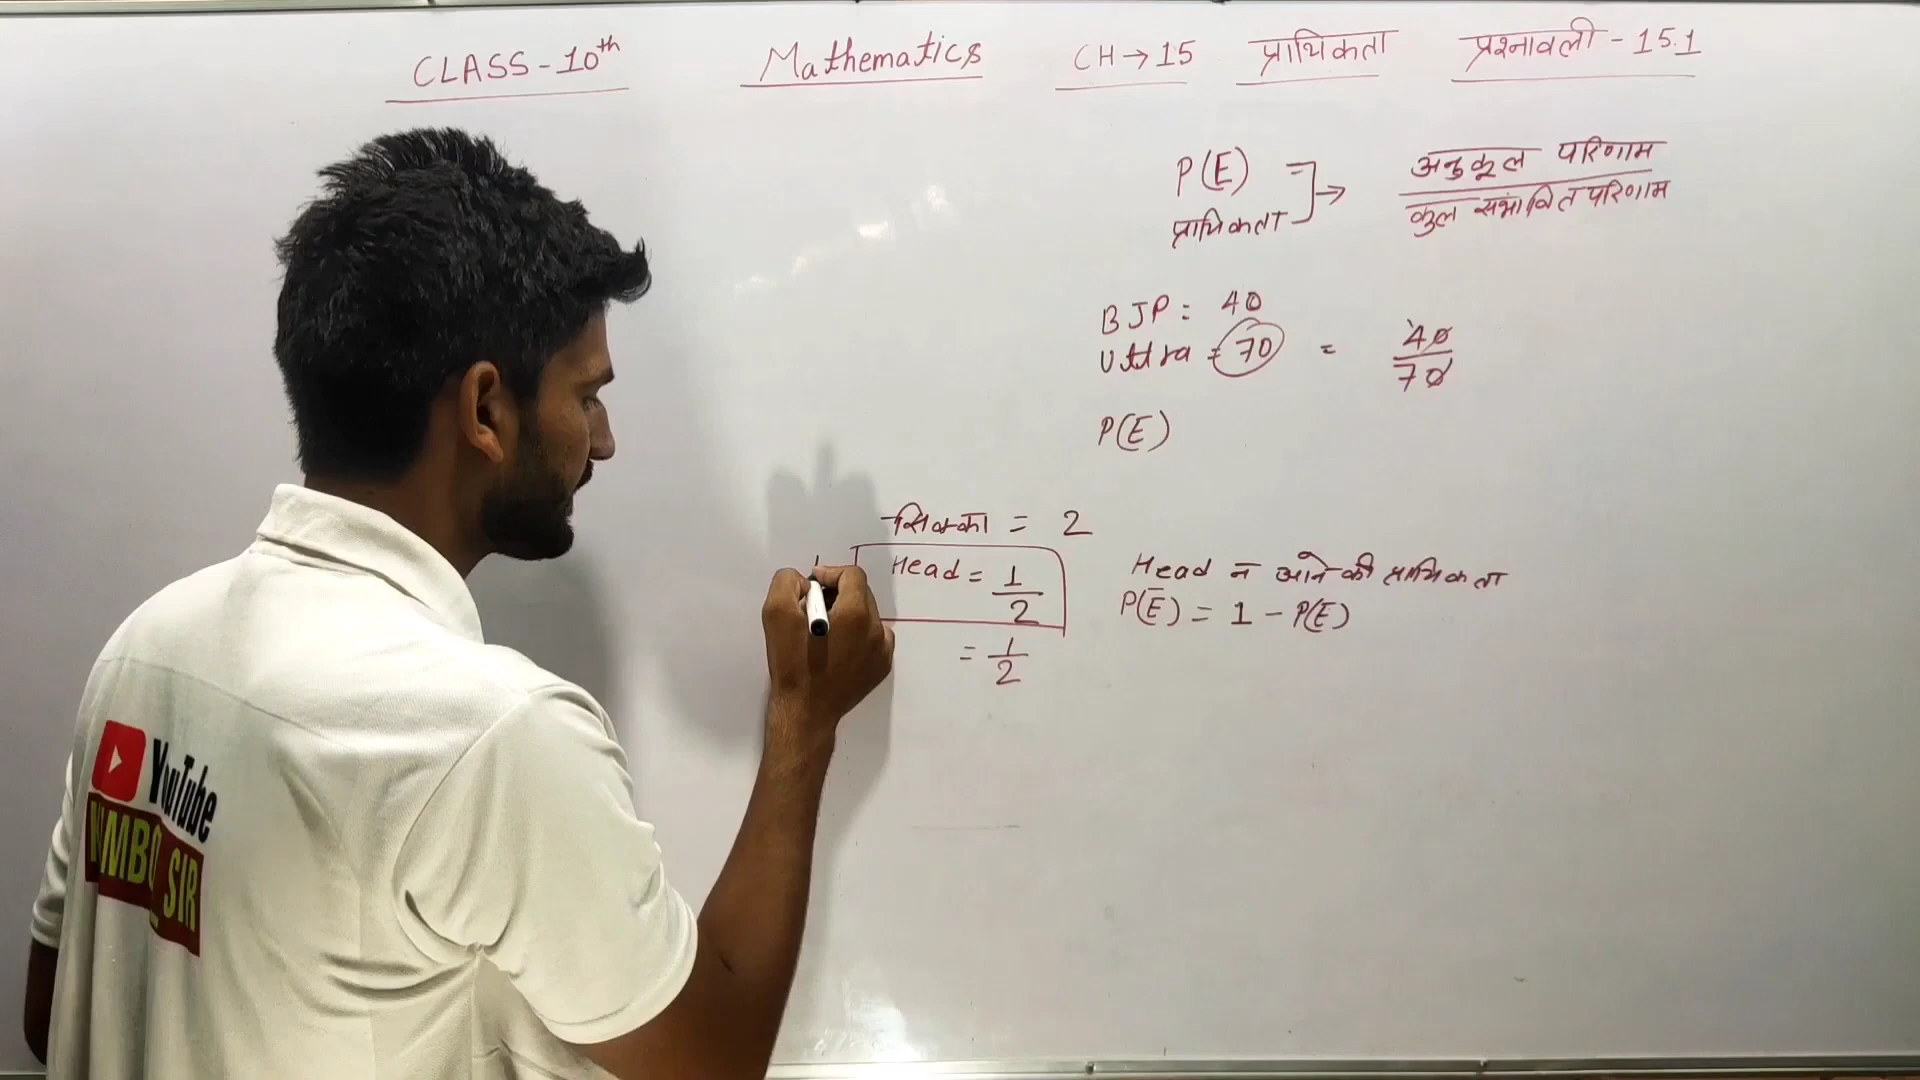 CLASS-10th Mathematics CH→15 प्रायिकता प्रश्नावली-15.1
P(E) = → अनुकूल परिणाम
प्रायिकता कुल संभावित परिणाम
BJP = 40
Uttra = 70 = 40/70
P(E)
सिक्का = 2
Head = 1/2
= 1/2
Head न आने की प्रायिकता
P(Ē) = 1 - P(E)
YouTube
SIR